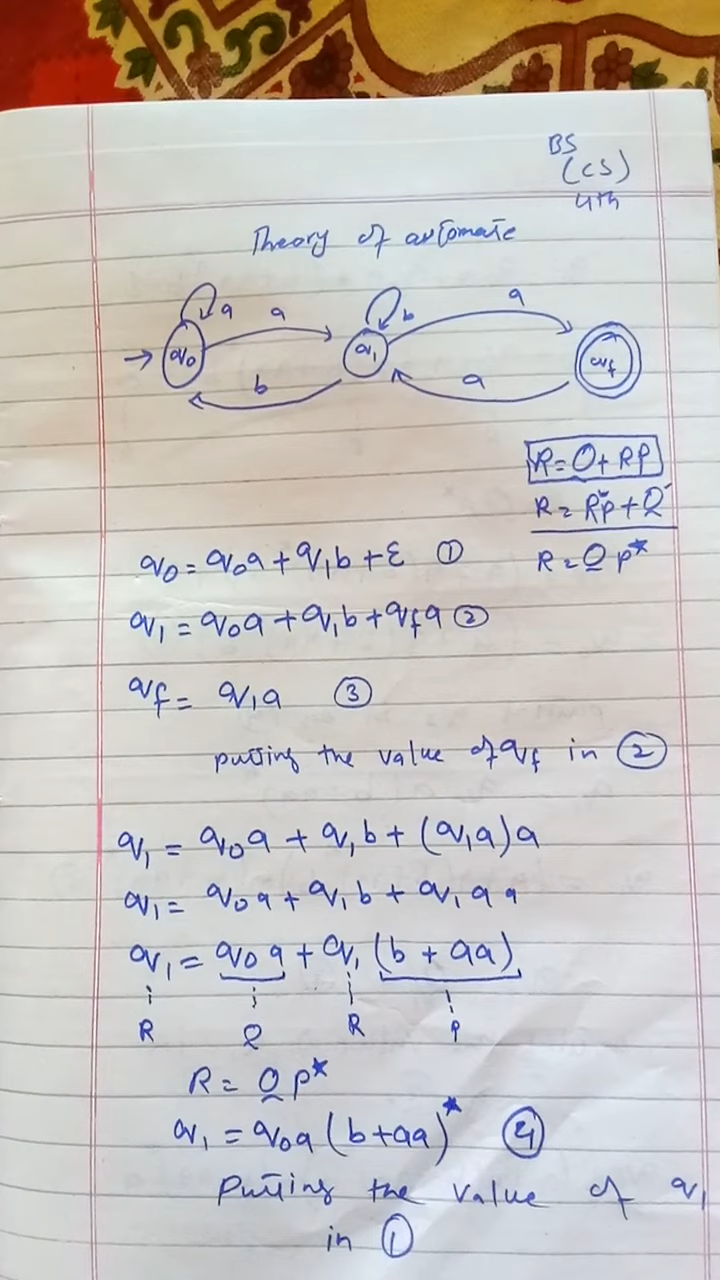 BS
(CS)
4th
Theory of automate
a a b a
q0 q1 qf
b a
R=Q+RP
R=RP+Q
R=QP*
q0=q0a+q1b+ε ①
q1=q0a+q1b+qfa ②
qf= q1a ③
putting the value of qf in ②
q1 = q0a + q1b + (q1a)a
q1= q0a+q1b+q1aa
q1= q0a + q1 (b + aa)
R Q R P
R= QP*
q1=q0a(b+aa)* ④
Putting the value of q1
in ①